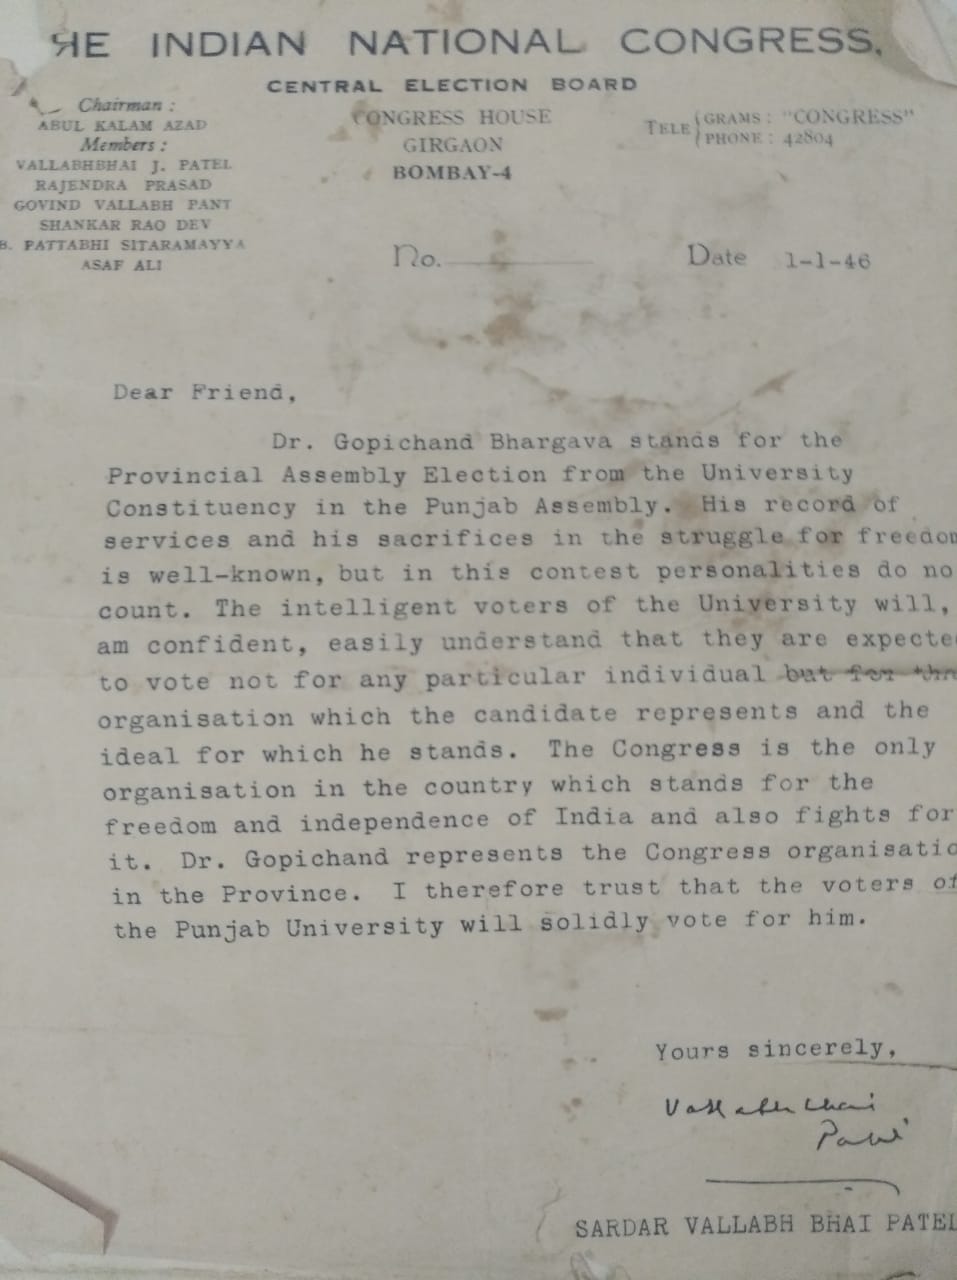 HE INDIAN NATIONAL CONGRESS,
CENTRAL ELECTION BOARD
Chairman :
ABUL KALAM AZAD
Members :
VALLABHBHAI J. PATEL
RAJENDRA PRASAD
GOVIND VALLABH PANT
SHANKAR RAO DEV
B. PATTABHI SITARAMAYYA
ASAF ALI
CONGRESS HOUSE
GIRGAON
BOMBAY-4
TELE { GRAMS : "CONGRESS"
PHONE : 42804
No.
Date 1-1-46
Dear Friend,
Dr. Gopichand Bhargava stands for the
Provincial Assembly Election from the University
Constituency in the Punjab Assembly. His record of
services and his sacrifices in the struggle for freedom
is well-known, but in this contest personalities do no
count. The intelligent voters of the University will,
am confident, easily understand that they are expecte
to vote not for any particular individual but for the
organisation which the candidate represents and the
ideal for which he stands. The Congress is the only
organisation in the country which stands for the
freedom and independence of India and also fights for
it. Dr. Gopichand represents the Congress organisatio
in the Province. I therefore trust that the voters of
the Punjab University will solidly vote for him.
Yours sincerely,
Vallabhbhai
Patel
SARDAR VALLABH BHAI PATEL